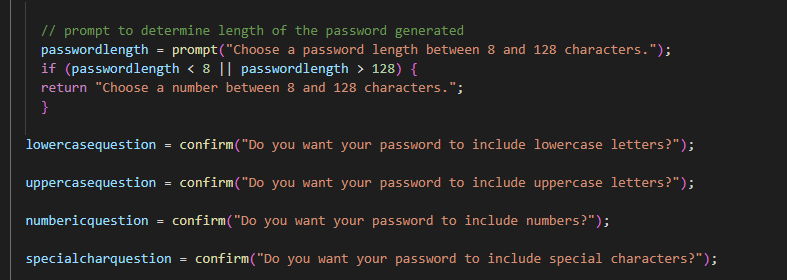 // prompt to determine length of the password generated
passwordlength = prompt("Choose a password length between 8 and 128 characters.");
if (passwordlength < 8 || passwordlength > 128) {
return "Choose a number between 8 and 128 characters.";
}
lowercasequestion = confirm("Do you want your password to include lowercase letters?");
uppercasequestion = confirm("Do you want your password to include uppercase letters?");
numbericquestion = confirm("Do you want your password to include numbers?");
specialcharquestion = confirm("Do you want your password to include special characters?");